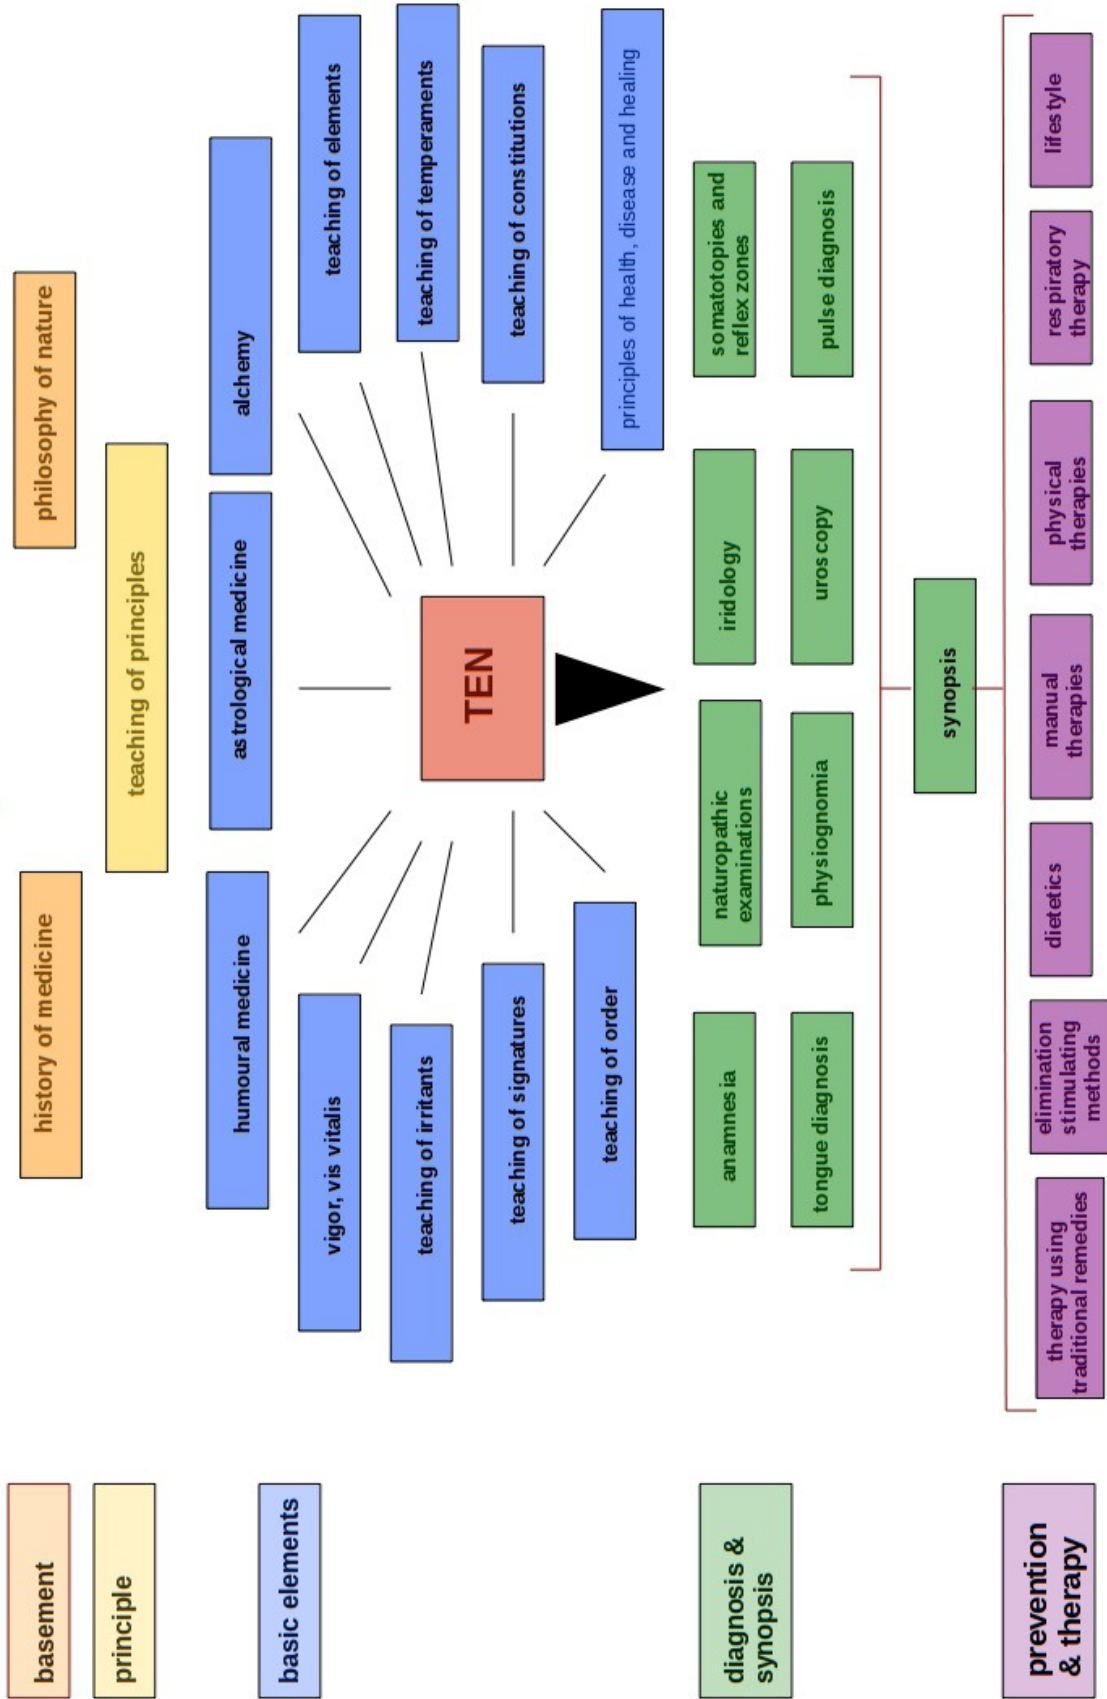 basement
history of medicine
philosophy of nature
principle
teaching of principles
basic elements
humoural medicine
astrological medicine
alchemy
vigor, vis vitalis
teaching of elements
teaching of irritants
teaching of temperaments
TEN
teaching of signatures
teaching of constitutions
teaching of order
principles of health, disease and healing
diagnosis &
synopsis
anamnesia
naturopathic
examinations
iridology
somatotopies and
reflex zones
tongue diagnosis
physiognomia
uroscopy
pulse diagnosis
synopsis
prevention
& therapy
therapy using
traditional remedies
elimination
stimulating
methods
dietetics
manual
therapies
physical
therapies
respiratory
therapy
lifestyle